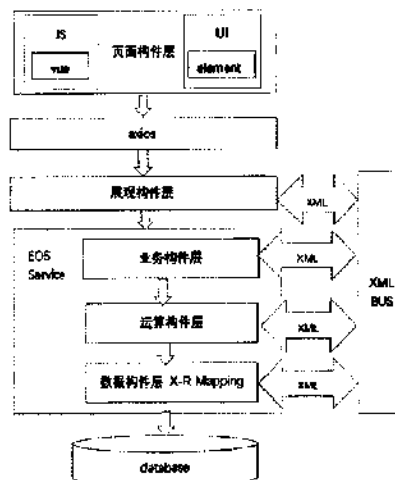 JS
vue
页面构件层
UI
element
axios
展现构件层
XML
EOS
Service
业务构件层
XML
运算构件层
XML
数据构件层 X-R Mapping
XML
XML
BUS
database